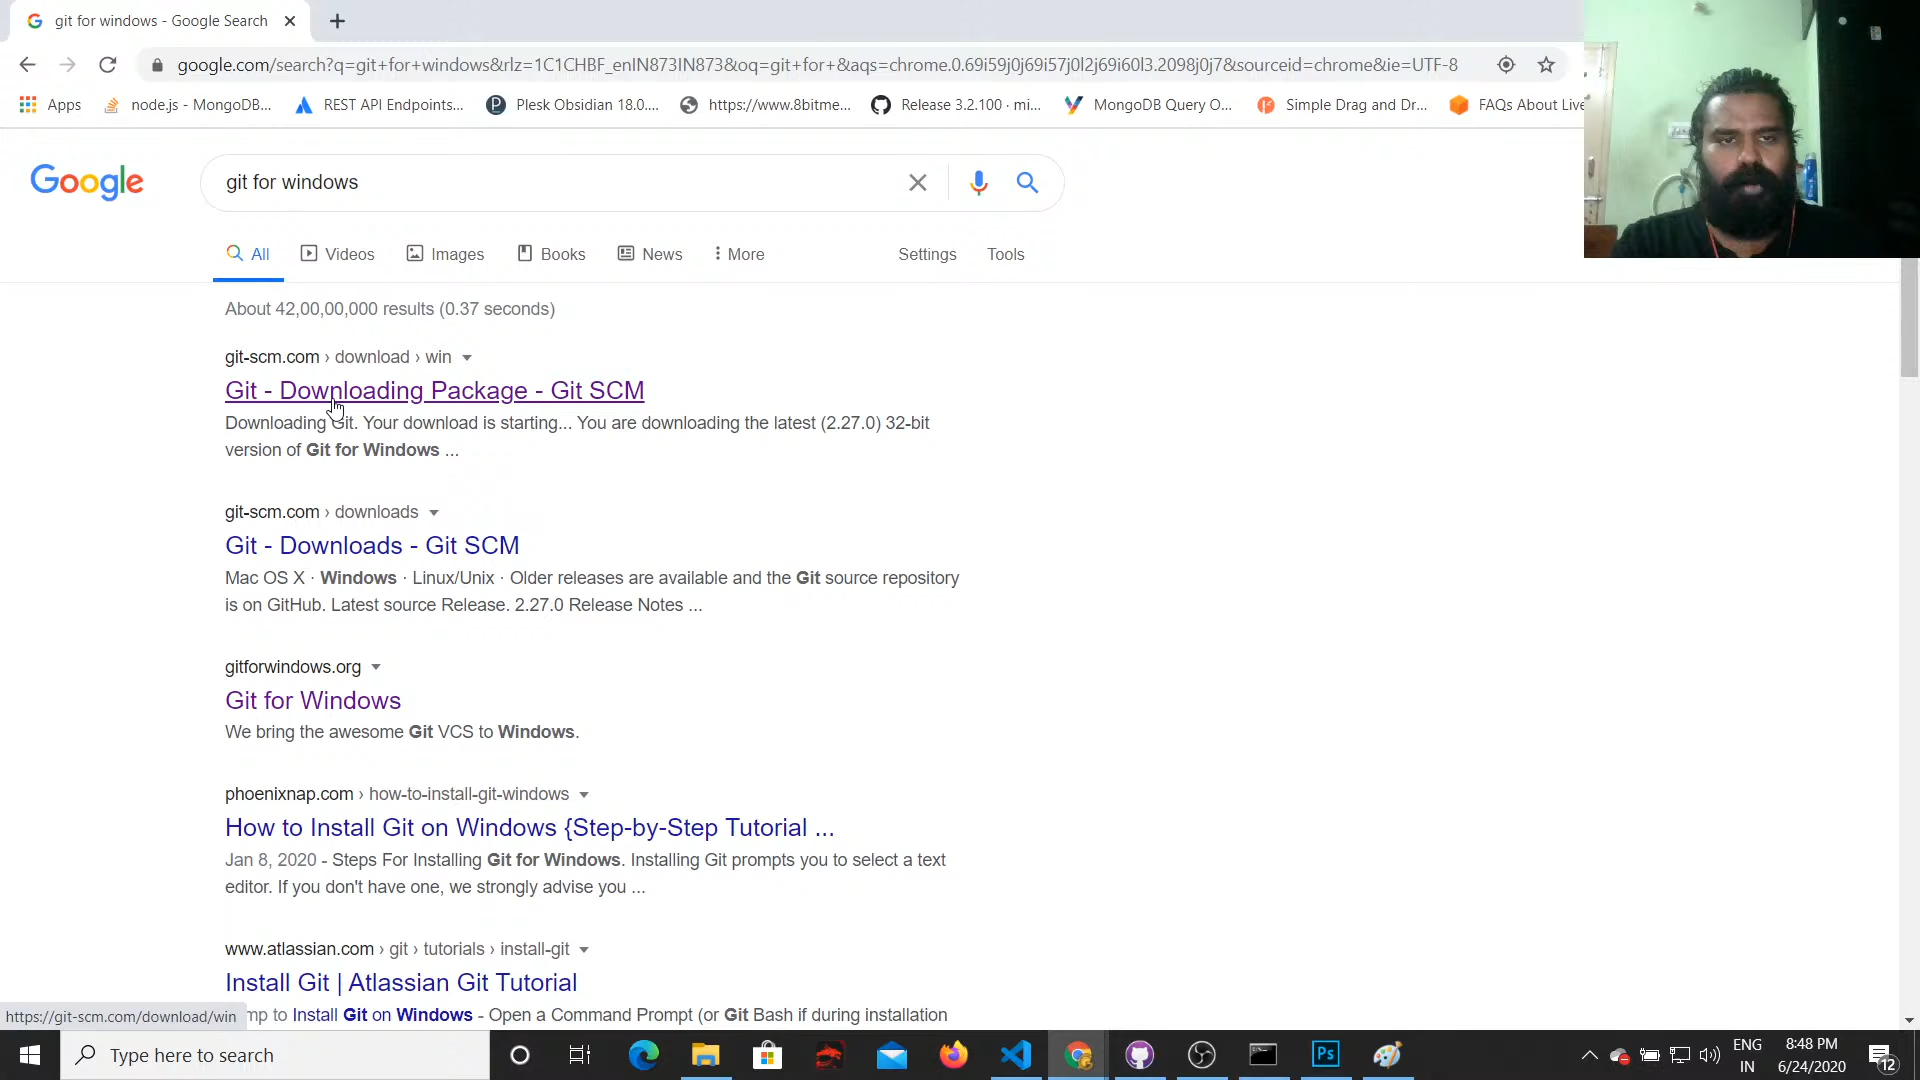 git for windows - Google Search
google.com/search?q=git+for+windows&rlz=1C1CHBF_enIN873IN873&oq=git+for+&aqs=chrome.0.69i59j0j69i57j0l2j69i60l3.2098j0j7&sourceid=chrome&ie=UTF-8
Apps node.js - MongoDB... REST API Endpoints... Plesk Obsidian 18.0.... https://www.8bitme... Release 3.2.100 · mi... MongoDB Query O... Simple Drag and Dr... FAQs About Live
Google
git for windows
All Videos Images Books News More Settings Tools
About 42,00,00,000 results (0.37 seconds)
git-scm.com › download › win
Git - Downloading Package - Git SCM
Downloading Git. Your download is starting... You are downloading the latest (2.27.0) 32-bit
version of Git for Windows ...
git-scm.com › downloads
Git - Downloads - Git SCM
Mac OS X · Windows · Linux/Unix · Older releases are available and the Git source repository
is on GitHub. Latest source Release. 2.27.0 Release Notes ...
gitforwindows.org
Git for Windows
We bring the awesome Git VCS to Windows.
phoenixnap.com › how-to-install-git-windows
How to Install Git on Windows {Step-by-Step Tutorial ...
Jan 8, 2020 - Steps For Installing Git for Windows. Installing Git prompts you to select a text
editor. If you don't have one, we strongly advise you ...
www.atlassian.com › git › tutorials › install-git
Install Git | Atlassian Git Tutorial
mp to Install Git on Windows - Open a Command Prompt (or Git Bash if during installation
https://git-scm.com/download/win
Type here to search
Ps
ENG
IN
8:48 PM
6/24/2020
12